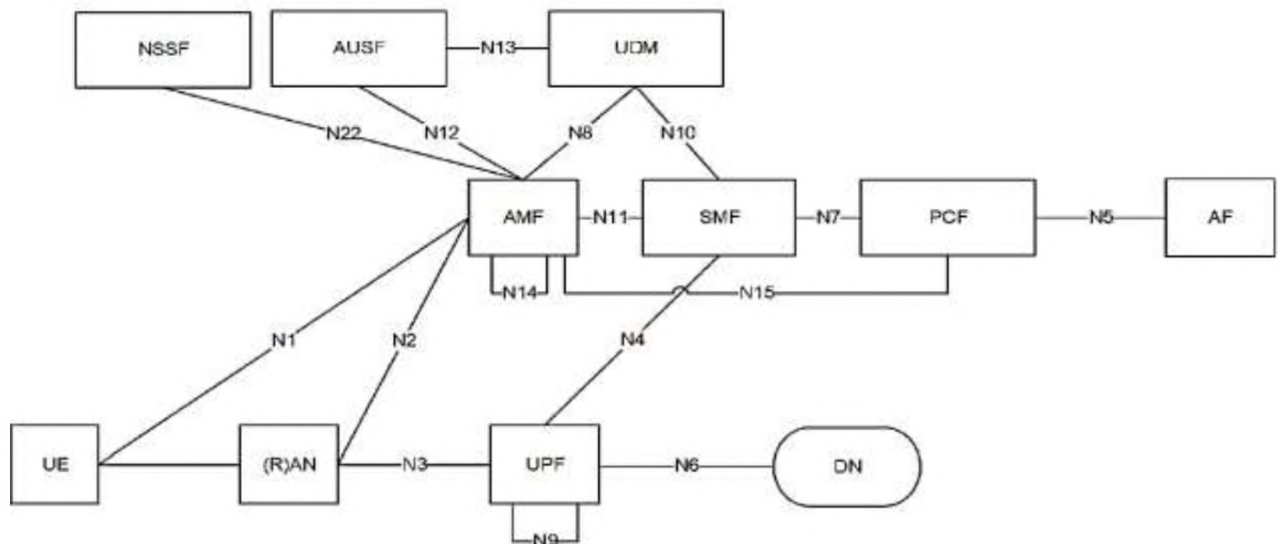 NSSF
AUSF
N13
UDM
N22
N12
N8
N10
AMF
N11
SMF
N7
PCF
N5
AF
N14
N15
N1
N2
N4
UE
(R)AN
N3
UPF
N6
DN
N9